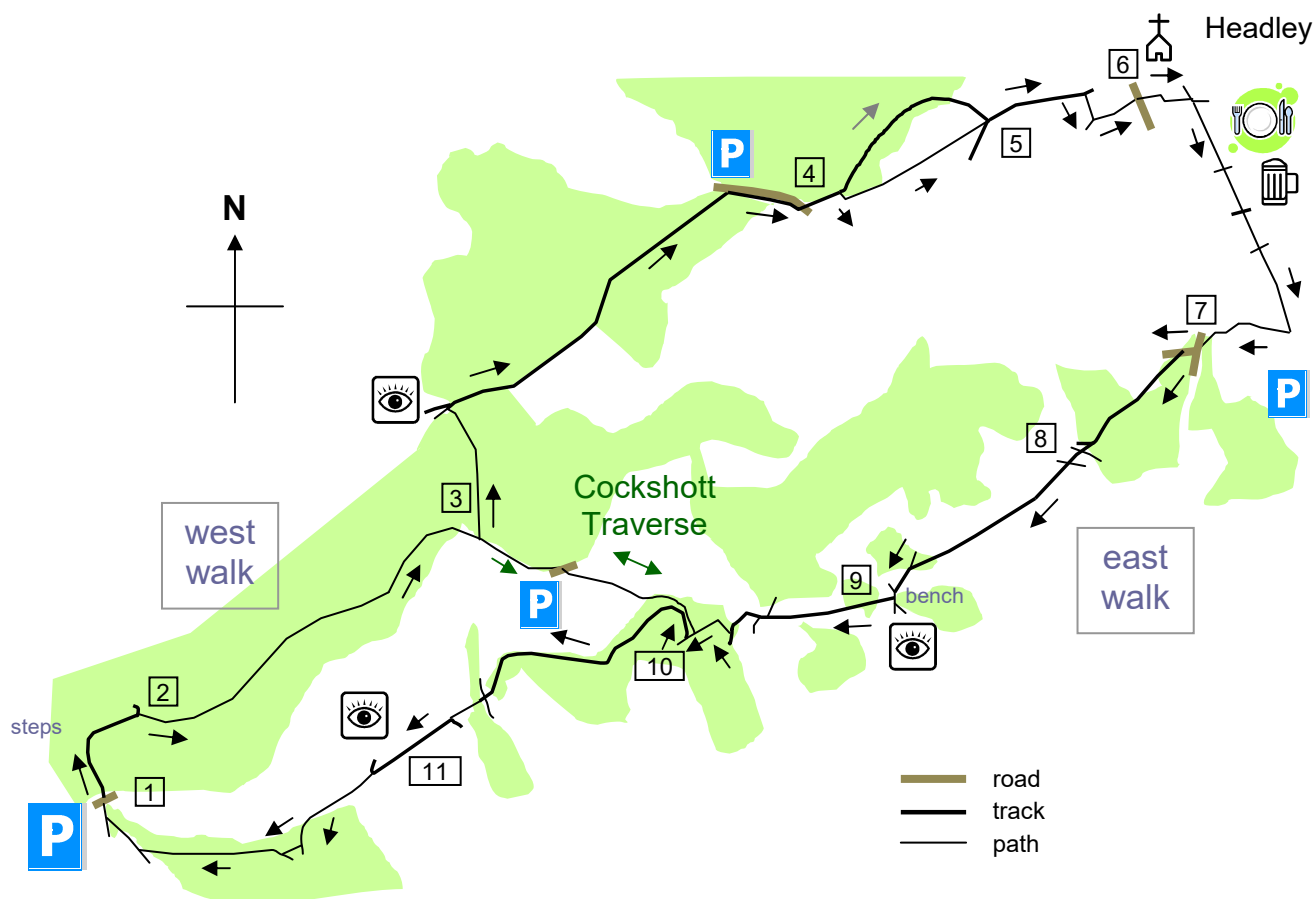 Headley
6
P
4
5
N
7
P
8
3
Cockshott
Traverse
west
walk
east
walk
P
9
bench
10
2
steps
11
1
P
road
track
path